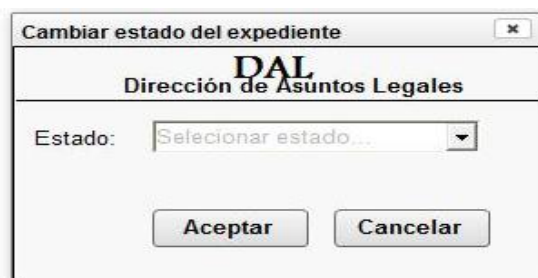 Cambiar estado del expediente
DAL
Dirección de Asuntos Legales
Estado: Selecionar estado...
Aceptar Cancelar